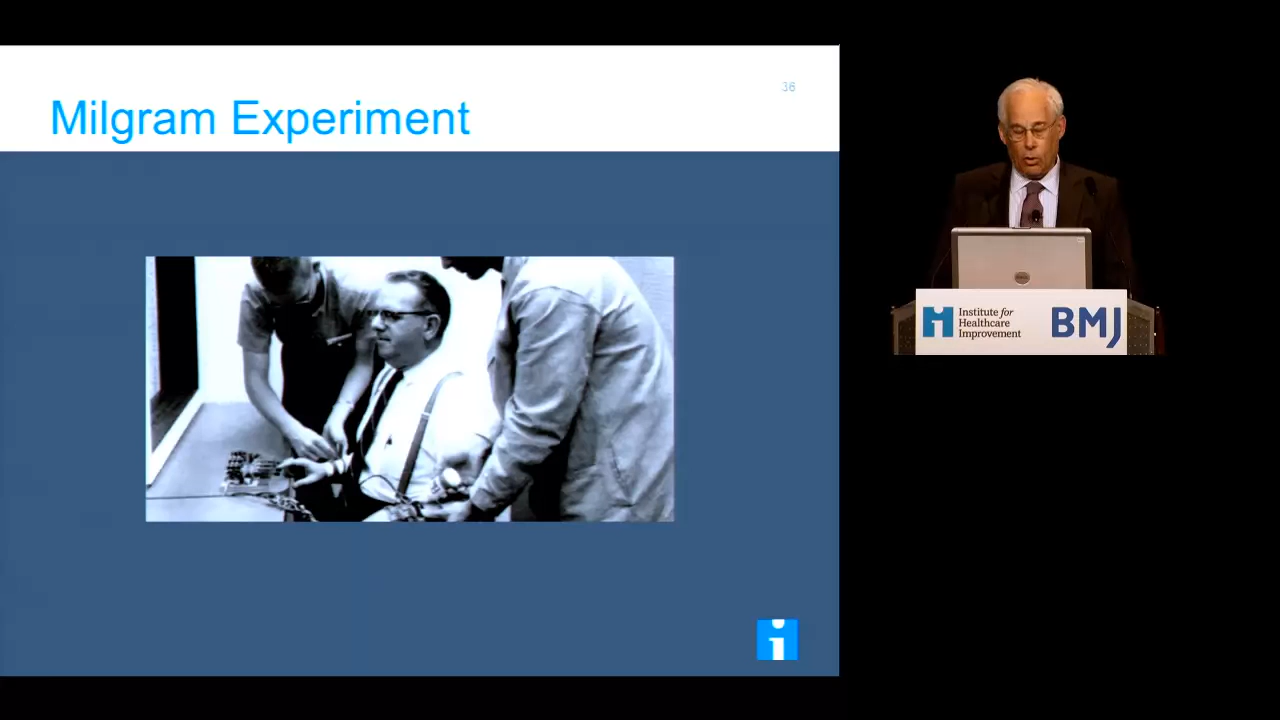 36
Milgram Experiment
Institute for
Healthcare
Improvement
BMJ